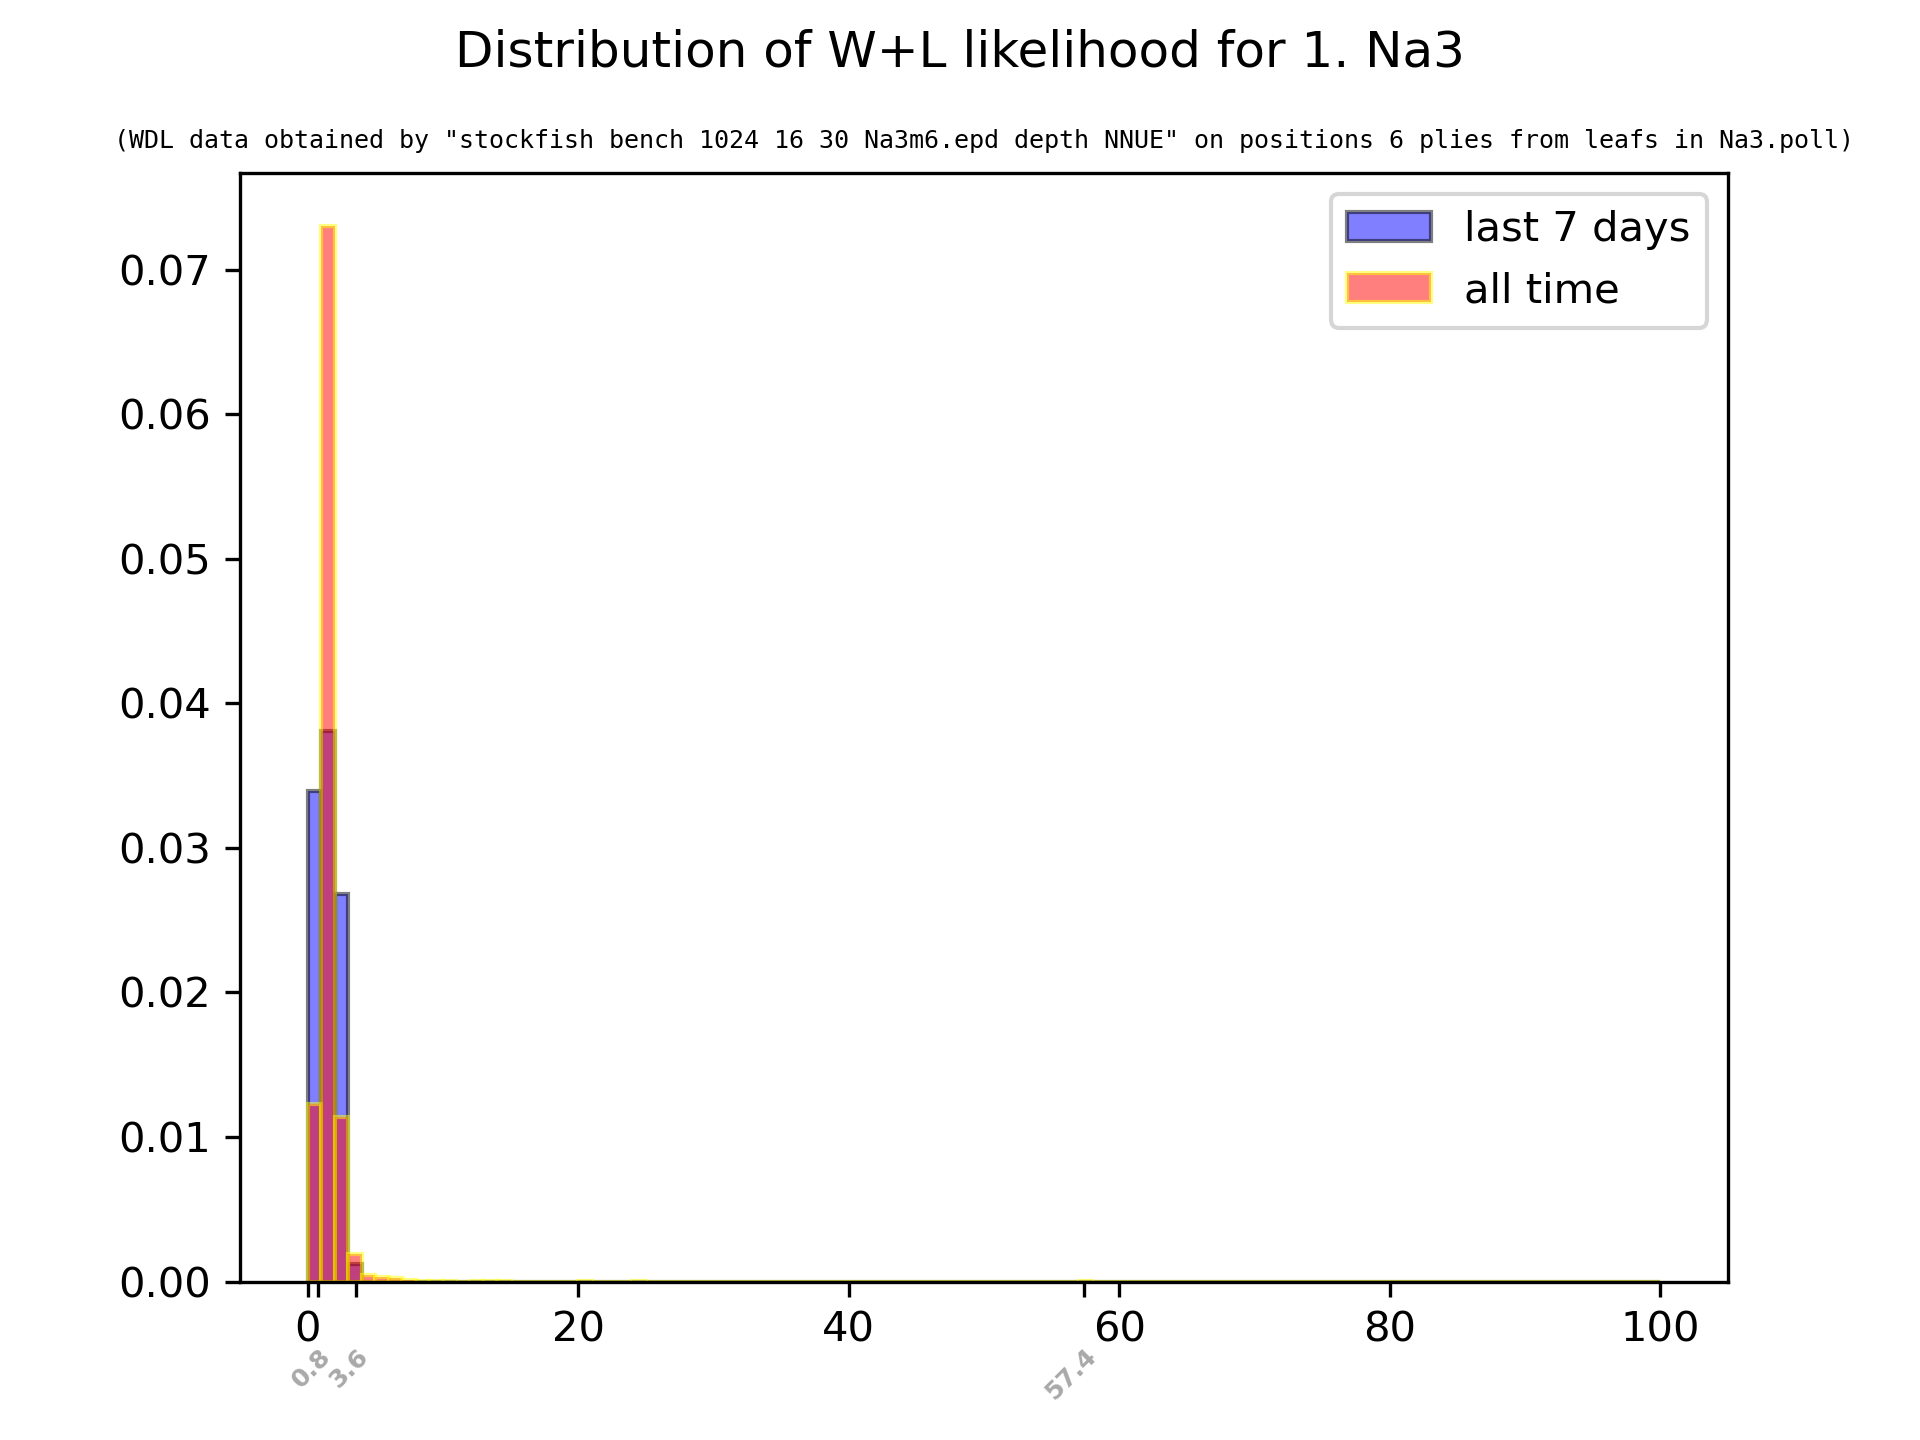 Distribution of W+L likelihood for 1. Na3
(WDL data obtained by "stockfish bench 1024 16 30 Na3m6.epd depth NNUE" on positions 6 plies from leafs in Na3.poll)
last 7 days
all time
0.07
0.06
0.05
0.04
0.03
0.02
0.01
0.00
0 20 40 60 80 100
0.8 3.6 57.4